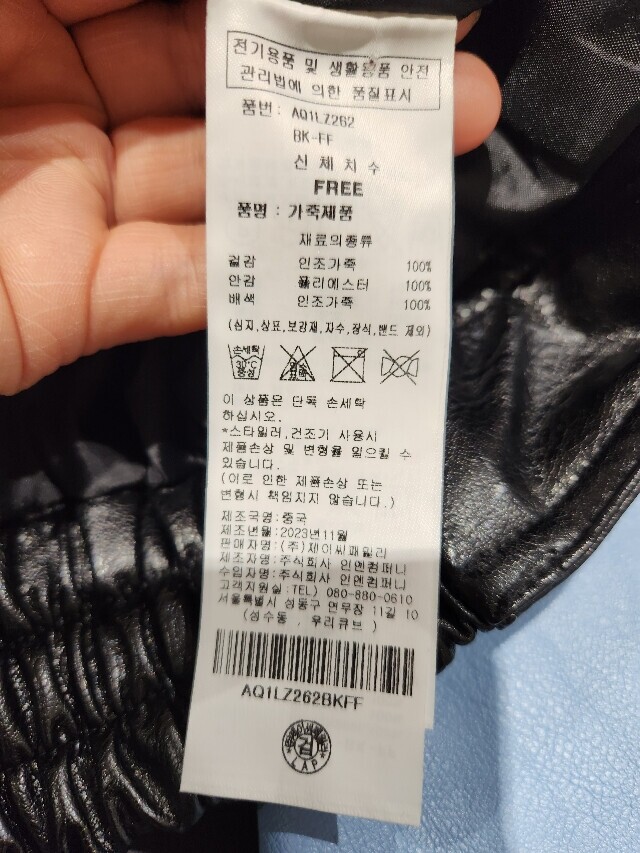 전기용품 및 생활용품 안전
관리법에 의한 품질표시
품번 : AQ1LZ262
BK-FF
신체치수
FREE
품명 : 가죽제품
재료의종류
겉감 인조가죽 100%
안감 폴리에스터 100%
배색 인조가죽 100%
(심지,상표,보강재,자수,장식,밴드 제외)
손세탁
30℃
중성
이 상품은 단독 손세탁
하십시오.
*스타일러,건조기 사용시
제품손상 및 변형률 일으킬 수
있습니다.
(이로 인한 제품손상 또는
변형시 책임지지 않습니다.)
제조국명:중국
제조년월:2023년11월
판매자명:(주)제이씨패밀리
제조자명:주식회사 인엔컴퍼니
수입자명:주식회사 인엔컴퍼니
고객지원실:TEL) 080-880-0610
서울특별시 성동구 연무장 11길 10
(성수동 , 우리큐브 )
AQ1LZ262BKFF
검
LAP